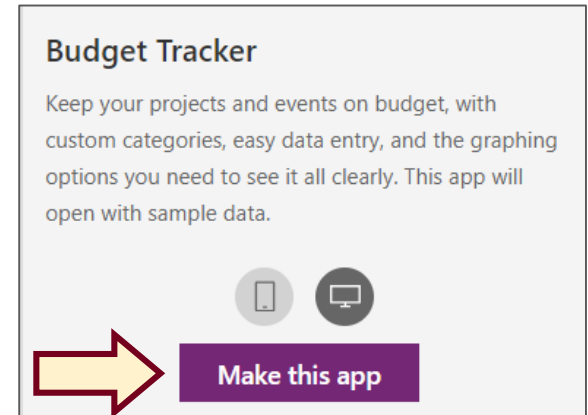 Budget Tracker
Keep your projects and events on budget, with
custom categories, easy data entry, and the graphing
options you need to see it all clearly. This app will
open with sample data.
Make this app